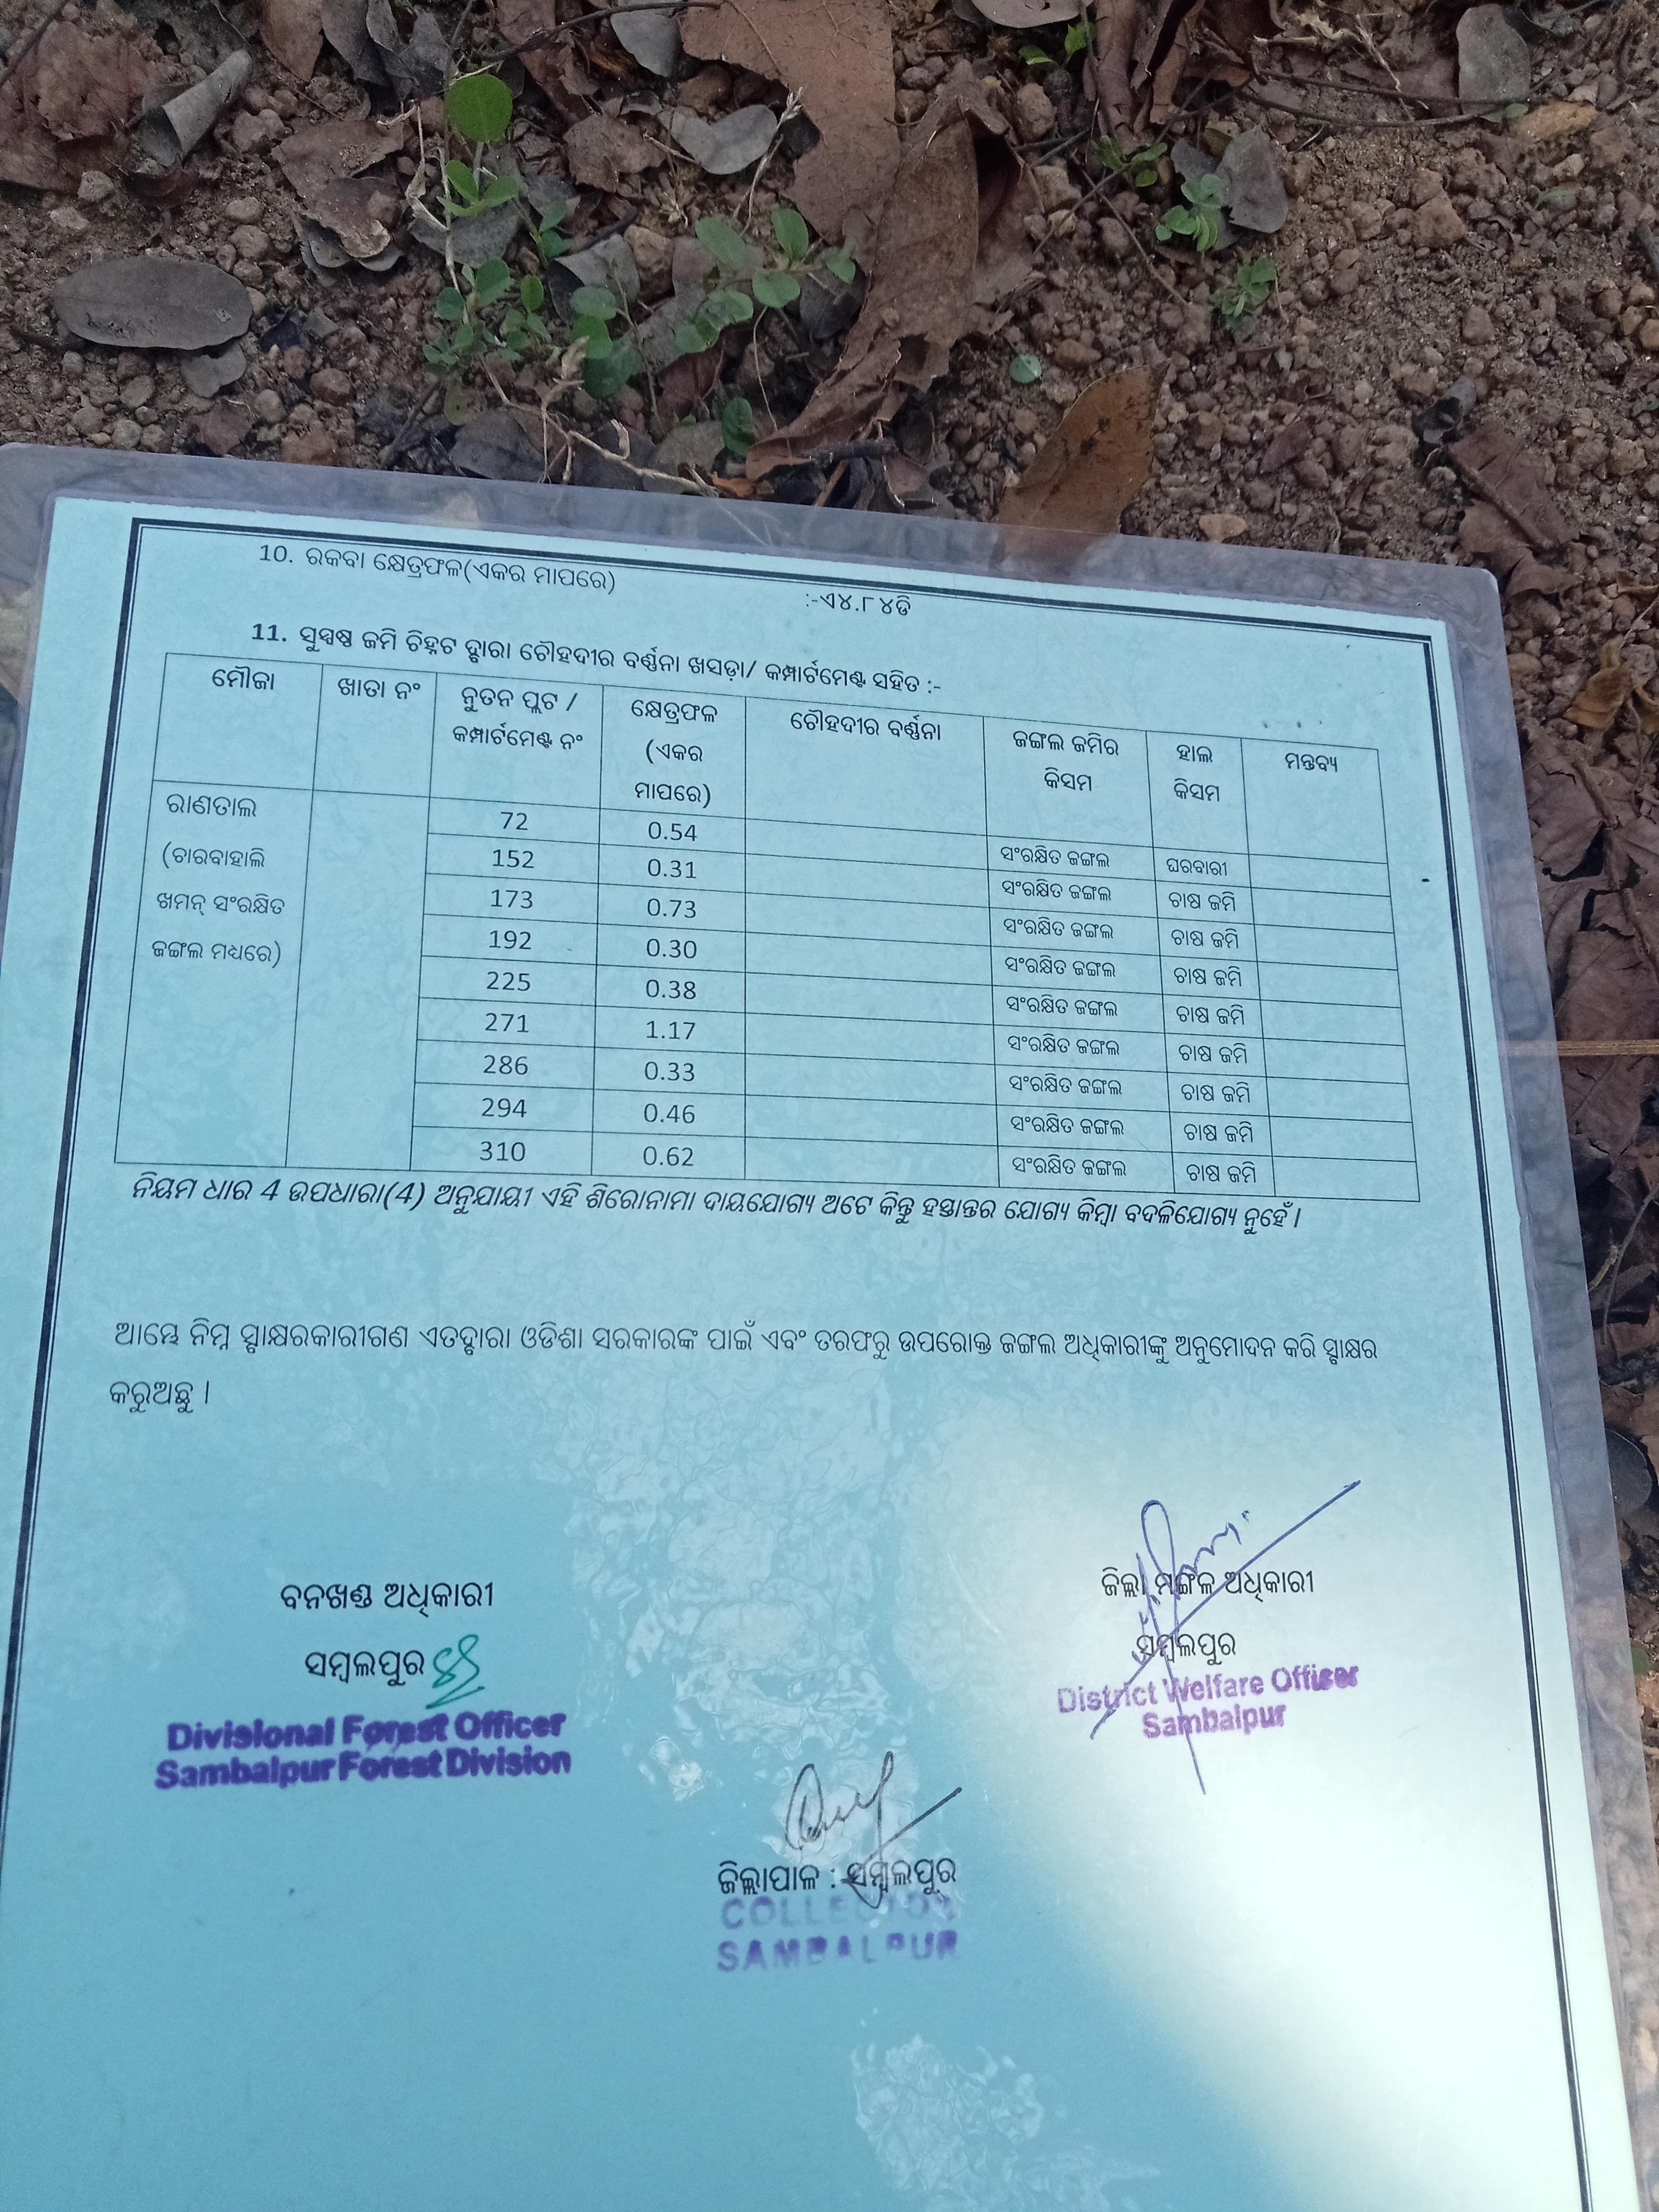 10. ରକବା କ୍ଷେତ୍ରଫଳ(ଏକର ମାପରେ) :-ଏ୪.୮୪ଡି
11. ସୁସ୍ପଷ୍ଟ ଜମି ଚିହ୍ନଟ ଦ୍ବାରା ଚୌହଦୀର ବର୍ଣ୍ଣନା ଖସଡ଼ା/ କମ୍ପାର୍ଟମେଣ୍ଟ ସହିତ :-
ମୌଜା ଖାତା ନଂ ନୁତନ ପ୍ଲଟ / କମ୍ପାର୍ଟମେଣ୍ଟ ନଂ କ୍ଷେତ୍ରଫଳ (ଏକର ମାପରେ) ଚୌହଦୀର ବର୍ଣ୍ଣନା ଜଙ୍ଗଲ ଜମିର କିସମ ହାଲ କିସମ ମନ୍ତବ୍ୟ
ରାଣତାଲ
(ଚାରବାହାଲି
ଖମନ୍ ସଂରକ୍ଷିତ
ଜଙ୍ଗଲ ମଧ୍ୟରେ)
72 0.54 ସଂରକ୍ଷିତ ଜଙ୍ଗଲ ଘରବାରୀ
152 0.31 ସଂରକ୍ଷିତ ଜଙ୍ଗଲ ଚାଷ ଜମି
173 0.73 ସଂରକ୍ଷିତ ଜଙ୍ଗଲ ଚାଷ ଜମି
192 0.30 ସଂରକ୍ଷିତ ଜଙ୍ଗଲ ଚାଷ ଜମି
225 0.38 ସଂରକ୍ଷିତ ଜଙ୍ଗଲ ଚାଷ ଜମି
271 1.17 ସଂରକ୍ଷିତ ଜଙ୍ଗଲ ଚାଷ ଜମି
286 0.33 ସଂରକ୍ଷିତ ଜଙ୍ଗଲ ଚାଷ ଜମି
294 0.46 ସଂରକ୍ଷିତ ଜଙ୍ଗଲ ଚାଷ ଜମି
310 0.62 ସଂରକ୍ଷିତ ଜଙ୍ଗଲ ଚାଷ ଜମି
ନିୟମ ଧାର 4 ଉପଧାରା(4) ଅନୁଯାୟୀ ଏହି ଶିରୋନାମା ଦାୟଯୋଗ୍ୟ ଅଟେ କିନ୍ତୁ ହସ୍ତାନ୍ତର ଯୋଗ୍ୟ କିମ୍ବା ବଦଳିଯୋଗ୍ୟ ନୁହେଁ ।
ଆମ୍ଭେ ନିମ୍ନ ସ୍ବାକ୍ଷରକାରୀଗଣ ଏତଦ୍ବାରା ଓଡିଶା ସରକାରଙ୍କ ପାଇଁ ଏବଂ ତରଫରୁ ଉପରୋକ୍ତ ଜଙ୍ଗଲ ଅଧିକାରୀଙ୍କୁ ଅନୁମୋଦନ କରି ସ୍ବାକ୍ଷର
କରୁଅଛୁ ।
ବନଖଣ୍ଡ ଅଧିକାରୀ
ସମ୍ବଲପୁର
Divisional Forest Officer
Sambalpur Forest Division
ଜିଲ୍ଲା ମଙ୍ଗଳ ଅଧିକାରୀ
ସମ୍ବଲପୁର
District Welfare Officer
Sambalpur
ଜିଲ୍ଲାପାଳ : ସମ୍ବଲପୁର
COLLECTOR
SAMBALPUR